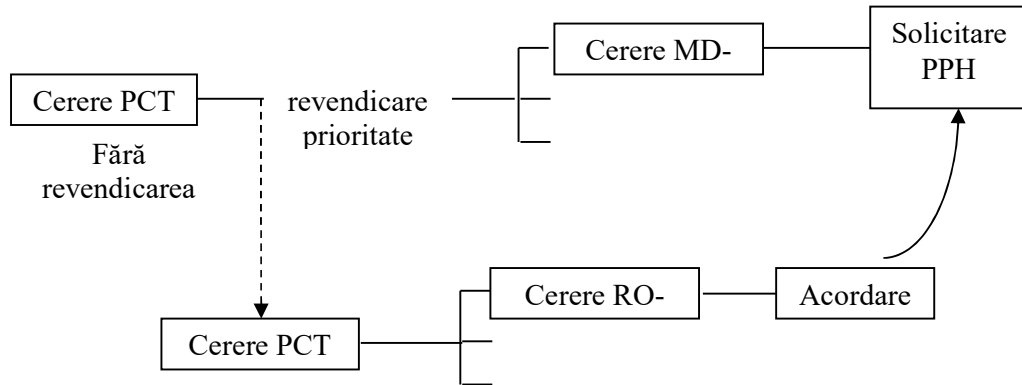 Cerere MD-
Solicitare
PPH
Cerere PCT
revendicare
prioritate
Fără
revendicarea
Cerere RO-
Acordare
Cerere PCT